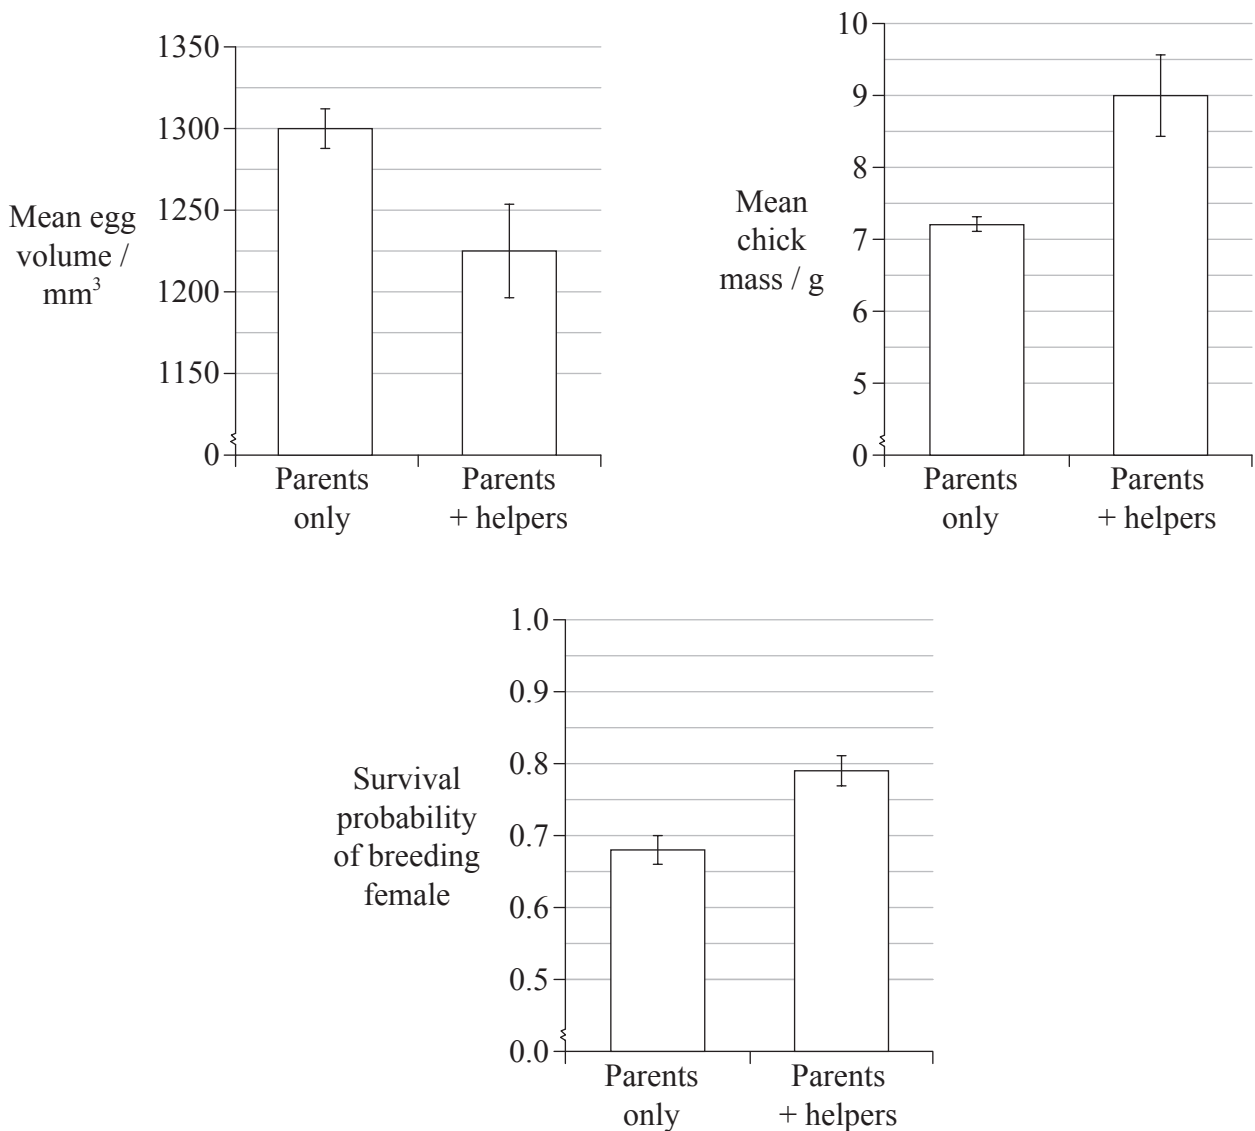 1350
1300
1250
1200
1150
0
Mean egg
volume /
mm³
Parents
only
Parents
+ helpers
10
9
8
7
6
5
0
Mean
chick
mass / g
Parents
only
Parents
+ helpers
1.0
0.9
0.8
0.7
0.6
0.5
0.0
Survival
probability
of breeding
female
Parents
only
Parents
+ helpers